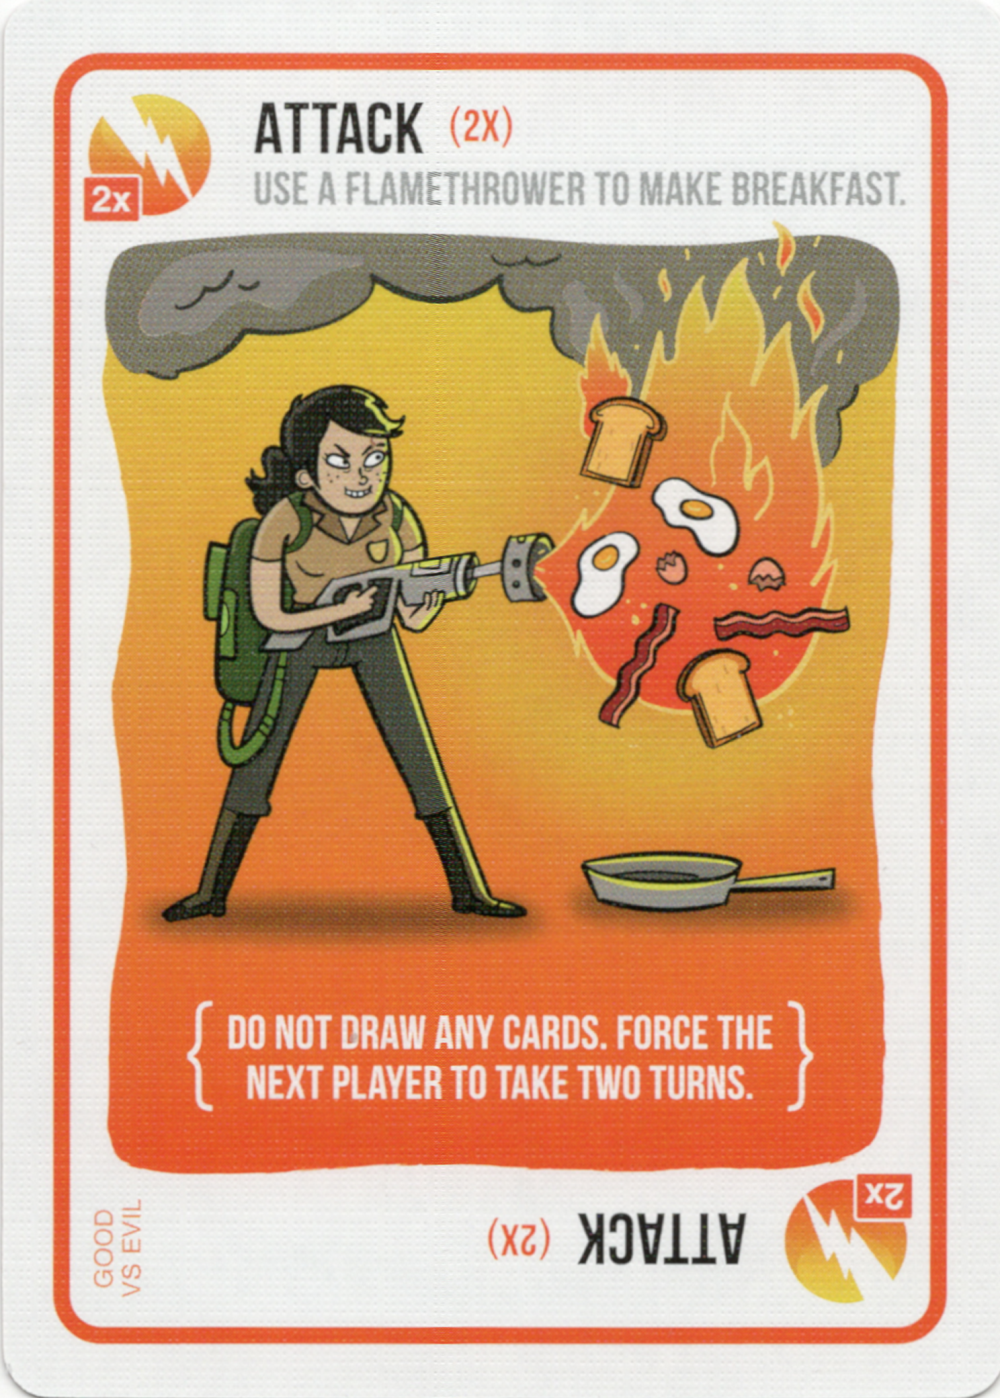 ATTACK (2X)
2x
USE A FLAMETHROWER TO MAKE BREAKFAST.
DO NOT DRAW ANY CARDS. FORCE THE
NEXT PLAYER TO TAKE TWO TURNS.
GOOD
VS EVIL
ATTACK (2X)
2x